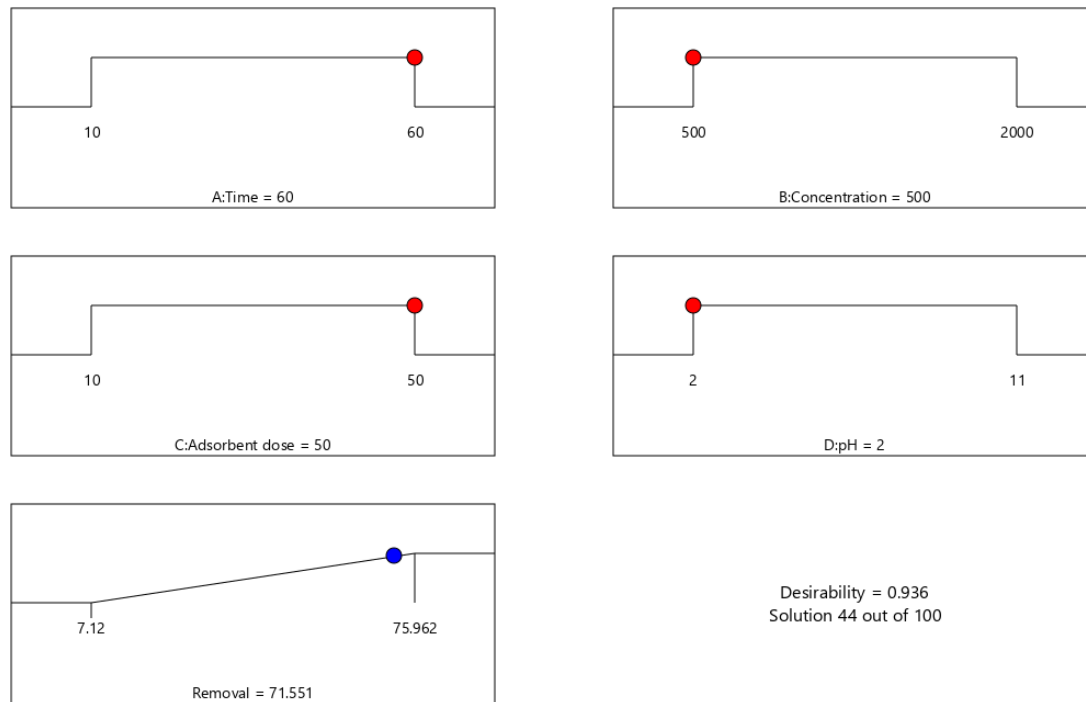 10 60
A:Time = 60
500 2000
B:Concentration = 500
10 50
C:Adsorbent dose = 50
2 11
D:pH = 2
7.12 75.962
Removal = 71.551
Desirability = 0.936
Solution 44 out of 100